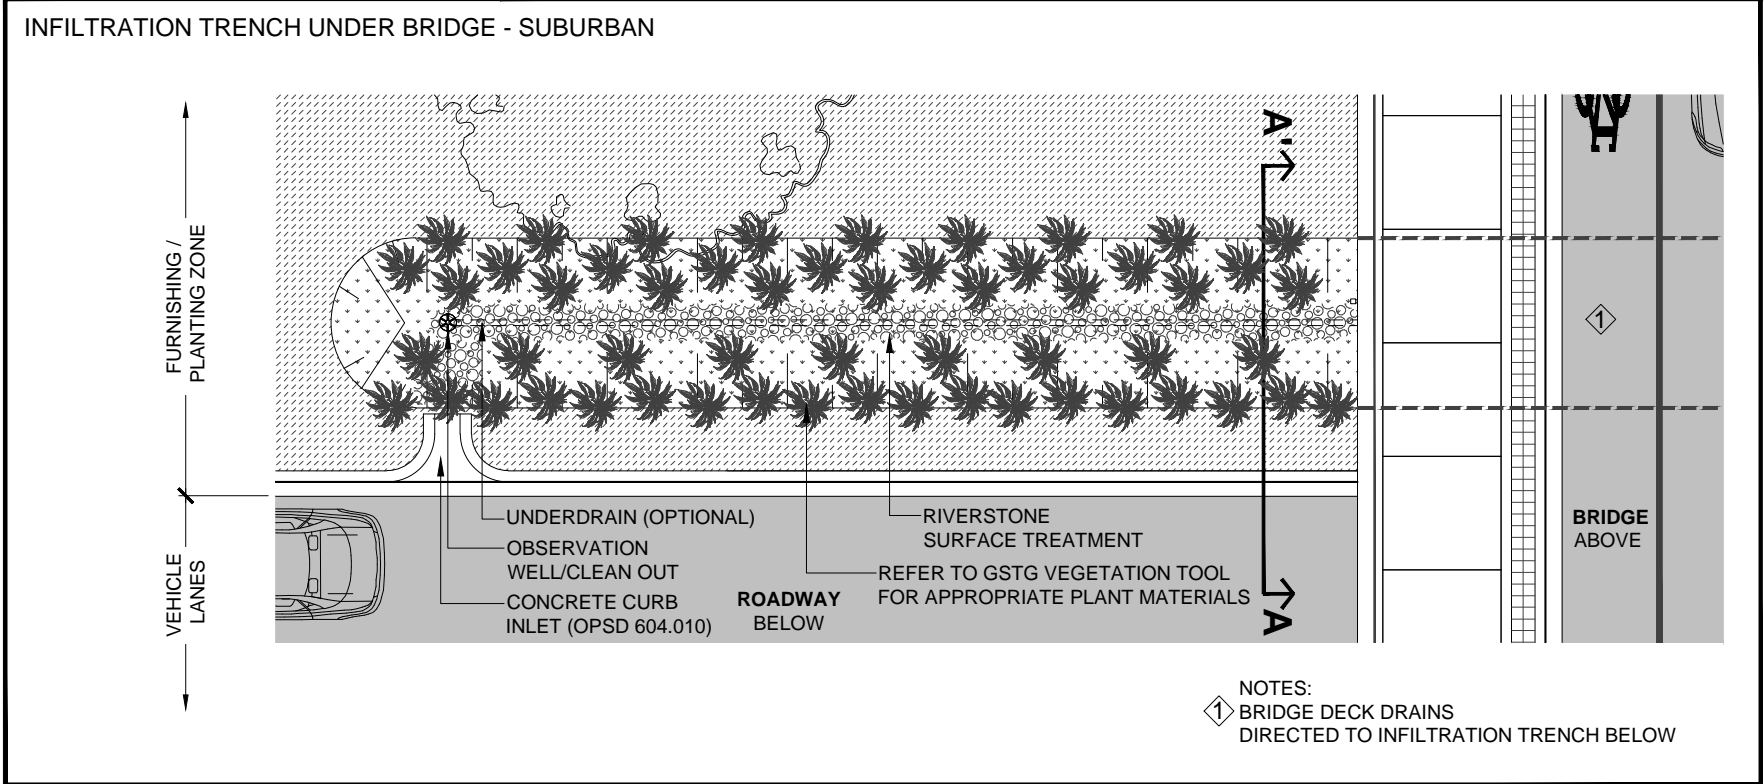 INFILTRATION TRENCH UNDER BRIDGE - SUBURBAN
FURNISHING /
PLANTING ZONE
VEHICLE
LANES
A'
A
1
UNDERDRAIN (OPTIONAL)
OBSERVATION
WELL/CLEAN OUT
CONCRETE CURB
INLET (OPSD 604.010)
ROADWAY
BELOW
RIVERSTONE
SURFACE TREATMENT
REFER TO GSTG VEGETATION TOOL
FOR APPROPRIATE PLANT MATERIALS
BRIDGE
ABOVE
NOTES:
1 BRIDGE DECK DRAINS
DIRECTED TO INFILTRATION TRENCH BELOW